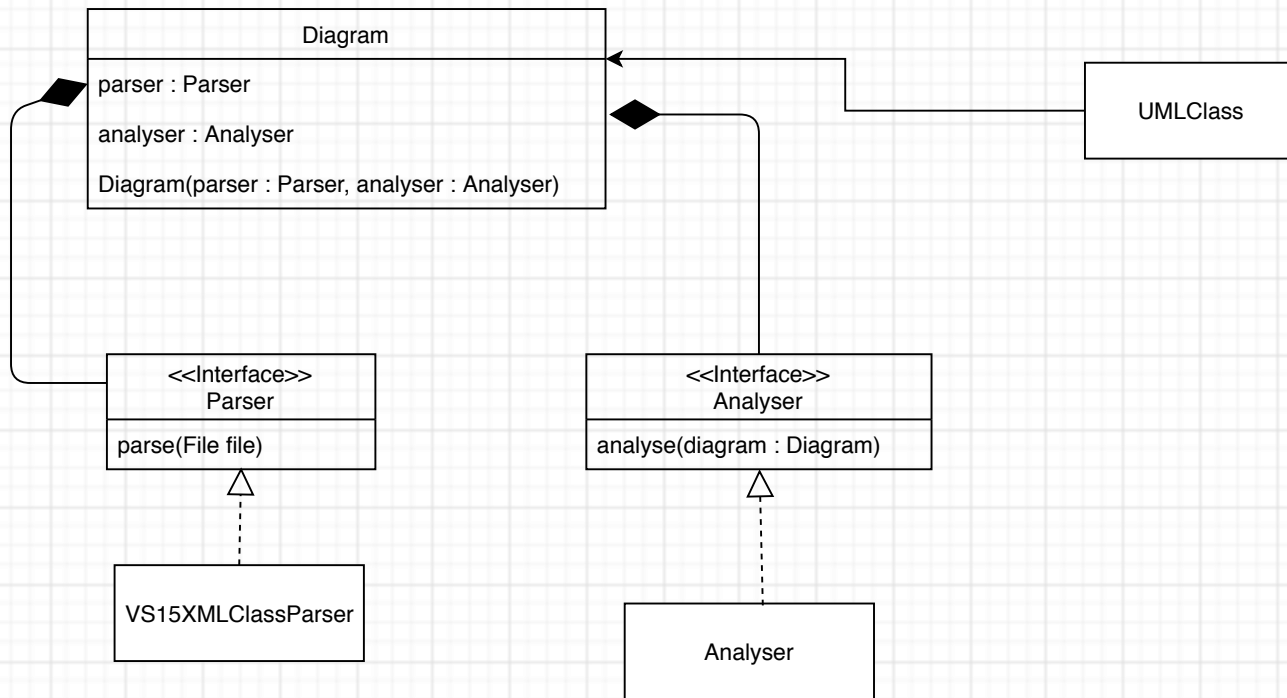 Diagram
parser : Parser
analyser : Analyser
Diagram(parser : Parser, analyser : Analyser)
UMLClass
<<Interface>>
Parser
parse(File file)
<<Interface>>
Analyser
analyse(diagram : Diagram)
VS15XMLClassParser
Analyser